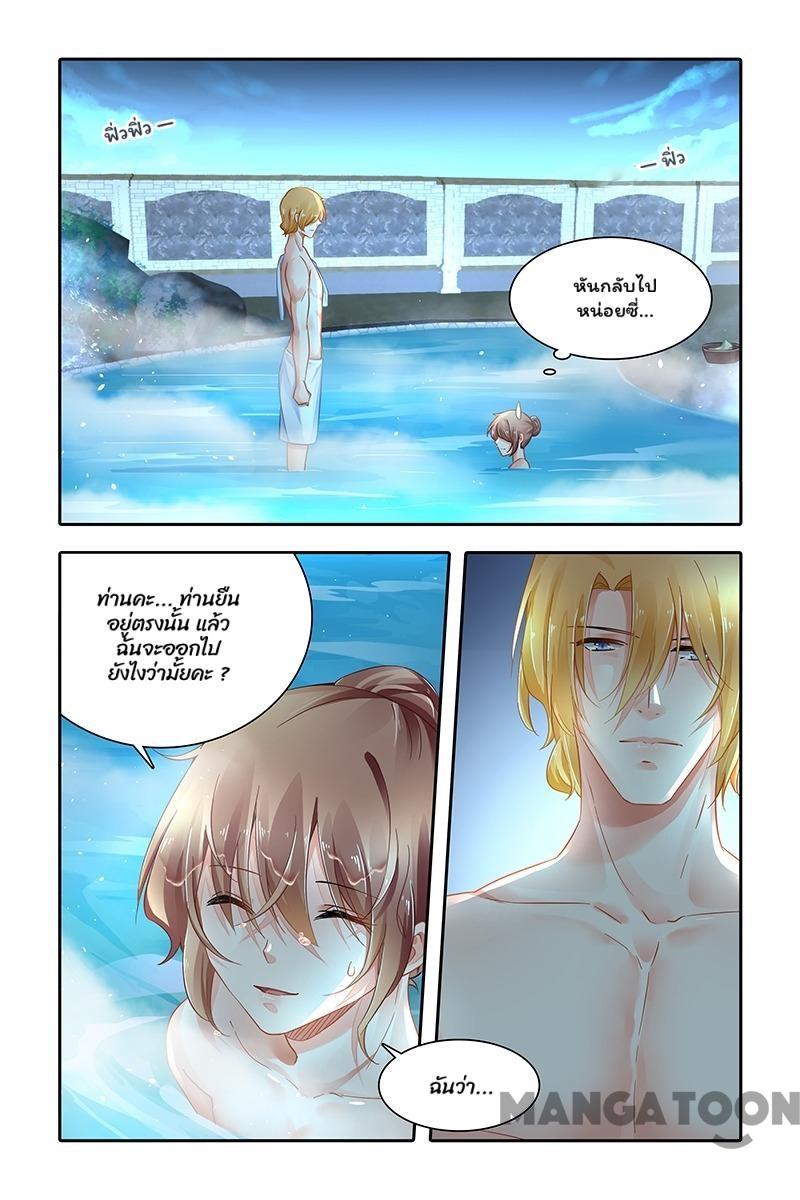 ฟิ่วฟิ่ว —
— ฟิ่ว
หันกลับไป
หน่อยซี่...
ท่านคะ... ท่านยืน
อยู่ตรงนั้น แล้ว
ฉันจะออกไป
ยังไงว่ามั้ยคะ ?
ฉันว่า...
MANGATOON